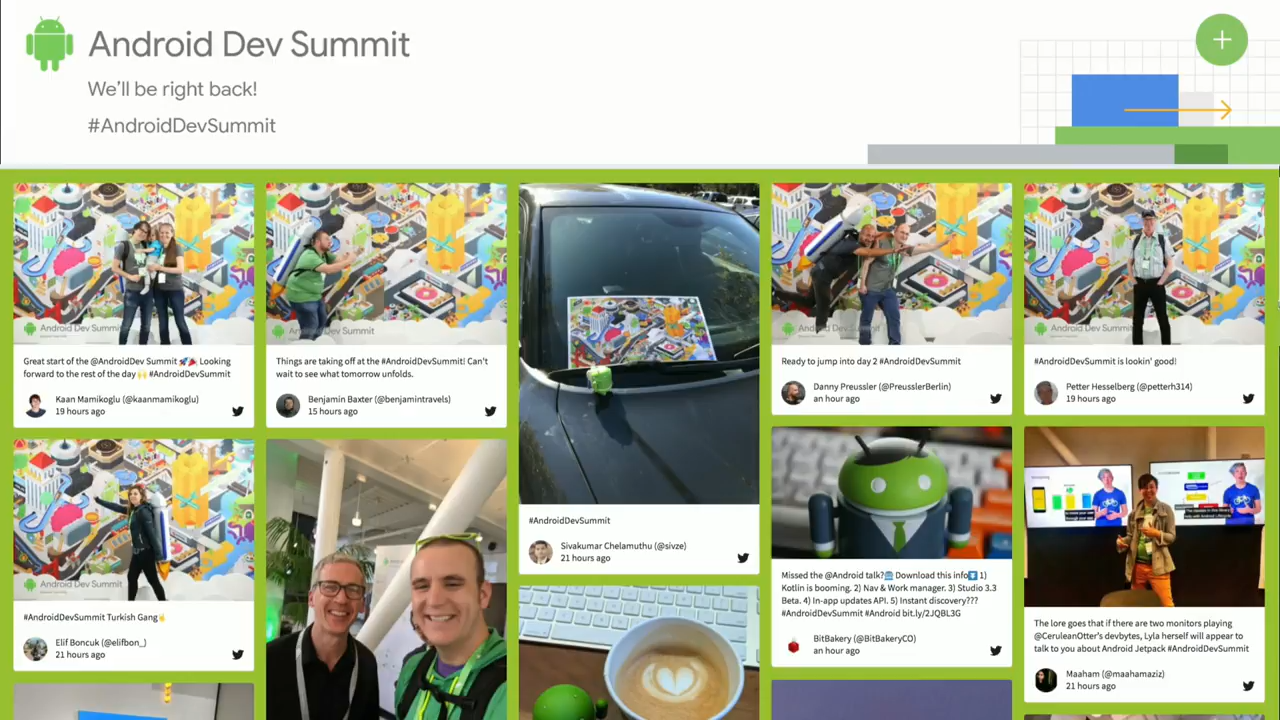 Android Dev Summit
We'll be right back!
#AndroidDevSummit
Android Dev Summit
Great start of the @AndroidDev Summit 🚀🎉 Looking
forward to the rest of the day🙌 #AndroidDevSummit
Kaan Mamikoglu (@kaanmamikoglu)
19 hours ago
Android Dev Summit
#AndroidDevSummit Turkish Gang🤙
Elif Boncuk (@elifbon_)
21 hours ago
Android Dev Summit
Things are taking off at the #AndroidDevSummit! Can't
wait to see what tomorrow unfolds.
Benjamin Baxter (@benjamintravels)
15 hours ago
#AndroidDevSummit
Sivakumar Chelamuthu (@sivze)
21 hours ago
Android Dev Summit
Ready to jump into day 2 #AndroidDevSummit
Danny Preussler (@PreusslerBerlin)
an hour ago
Missed the @Android talk? Download this info 1)
Kotlin is booming. 2) Nav & Work manager. 3) Studio 3.3
Beta. 4) In-app updates API. 5) Instant discovery???
#AndroidDevSummit #Android bit.ly/2JQBL3G
BitBakery (@BitBakeryCO)
an hour ago
Android Dev Summit
#AndroidDevSummit is lookin' good!
Petter Hesselberg (@petterh314)
19 hours ago
The lore goes that if there are two monitors playing
@CeruleanOtter's devbytes, Lyla herself will appear to
talk to you about Android Jetpack #AndroidDevSummit
Maaham (@maahamaziz)
21 hours ago